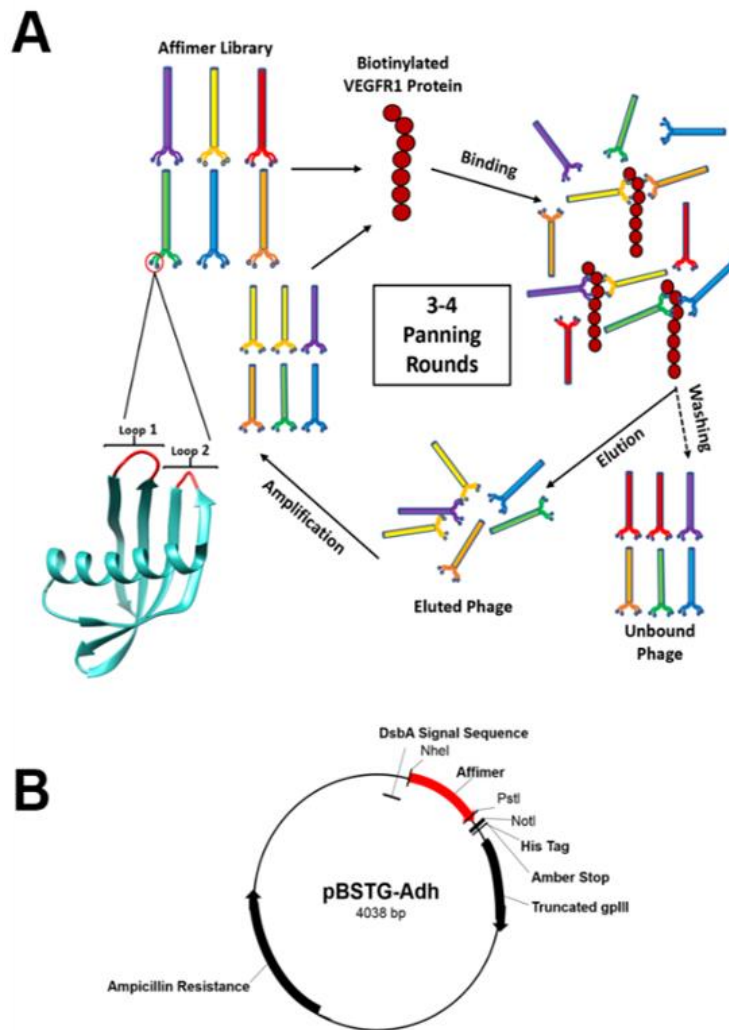 A
Affimer Library
Biotinylated
VEGFR1 Protein
Binding
3-4
Panning
Rounds
Washing
Elution
Loop 1
Loop 2
Amplification
Eluted Phage
Unbound
Phage
B
DsbA Signal Sequence
NheI
Affimer
PstI
NotI
His Tag
Amber Stop
Truncated gpIII
pBSTG-Adh
4038 bp
Ampicillin Resistance